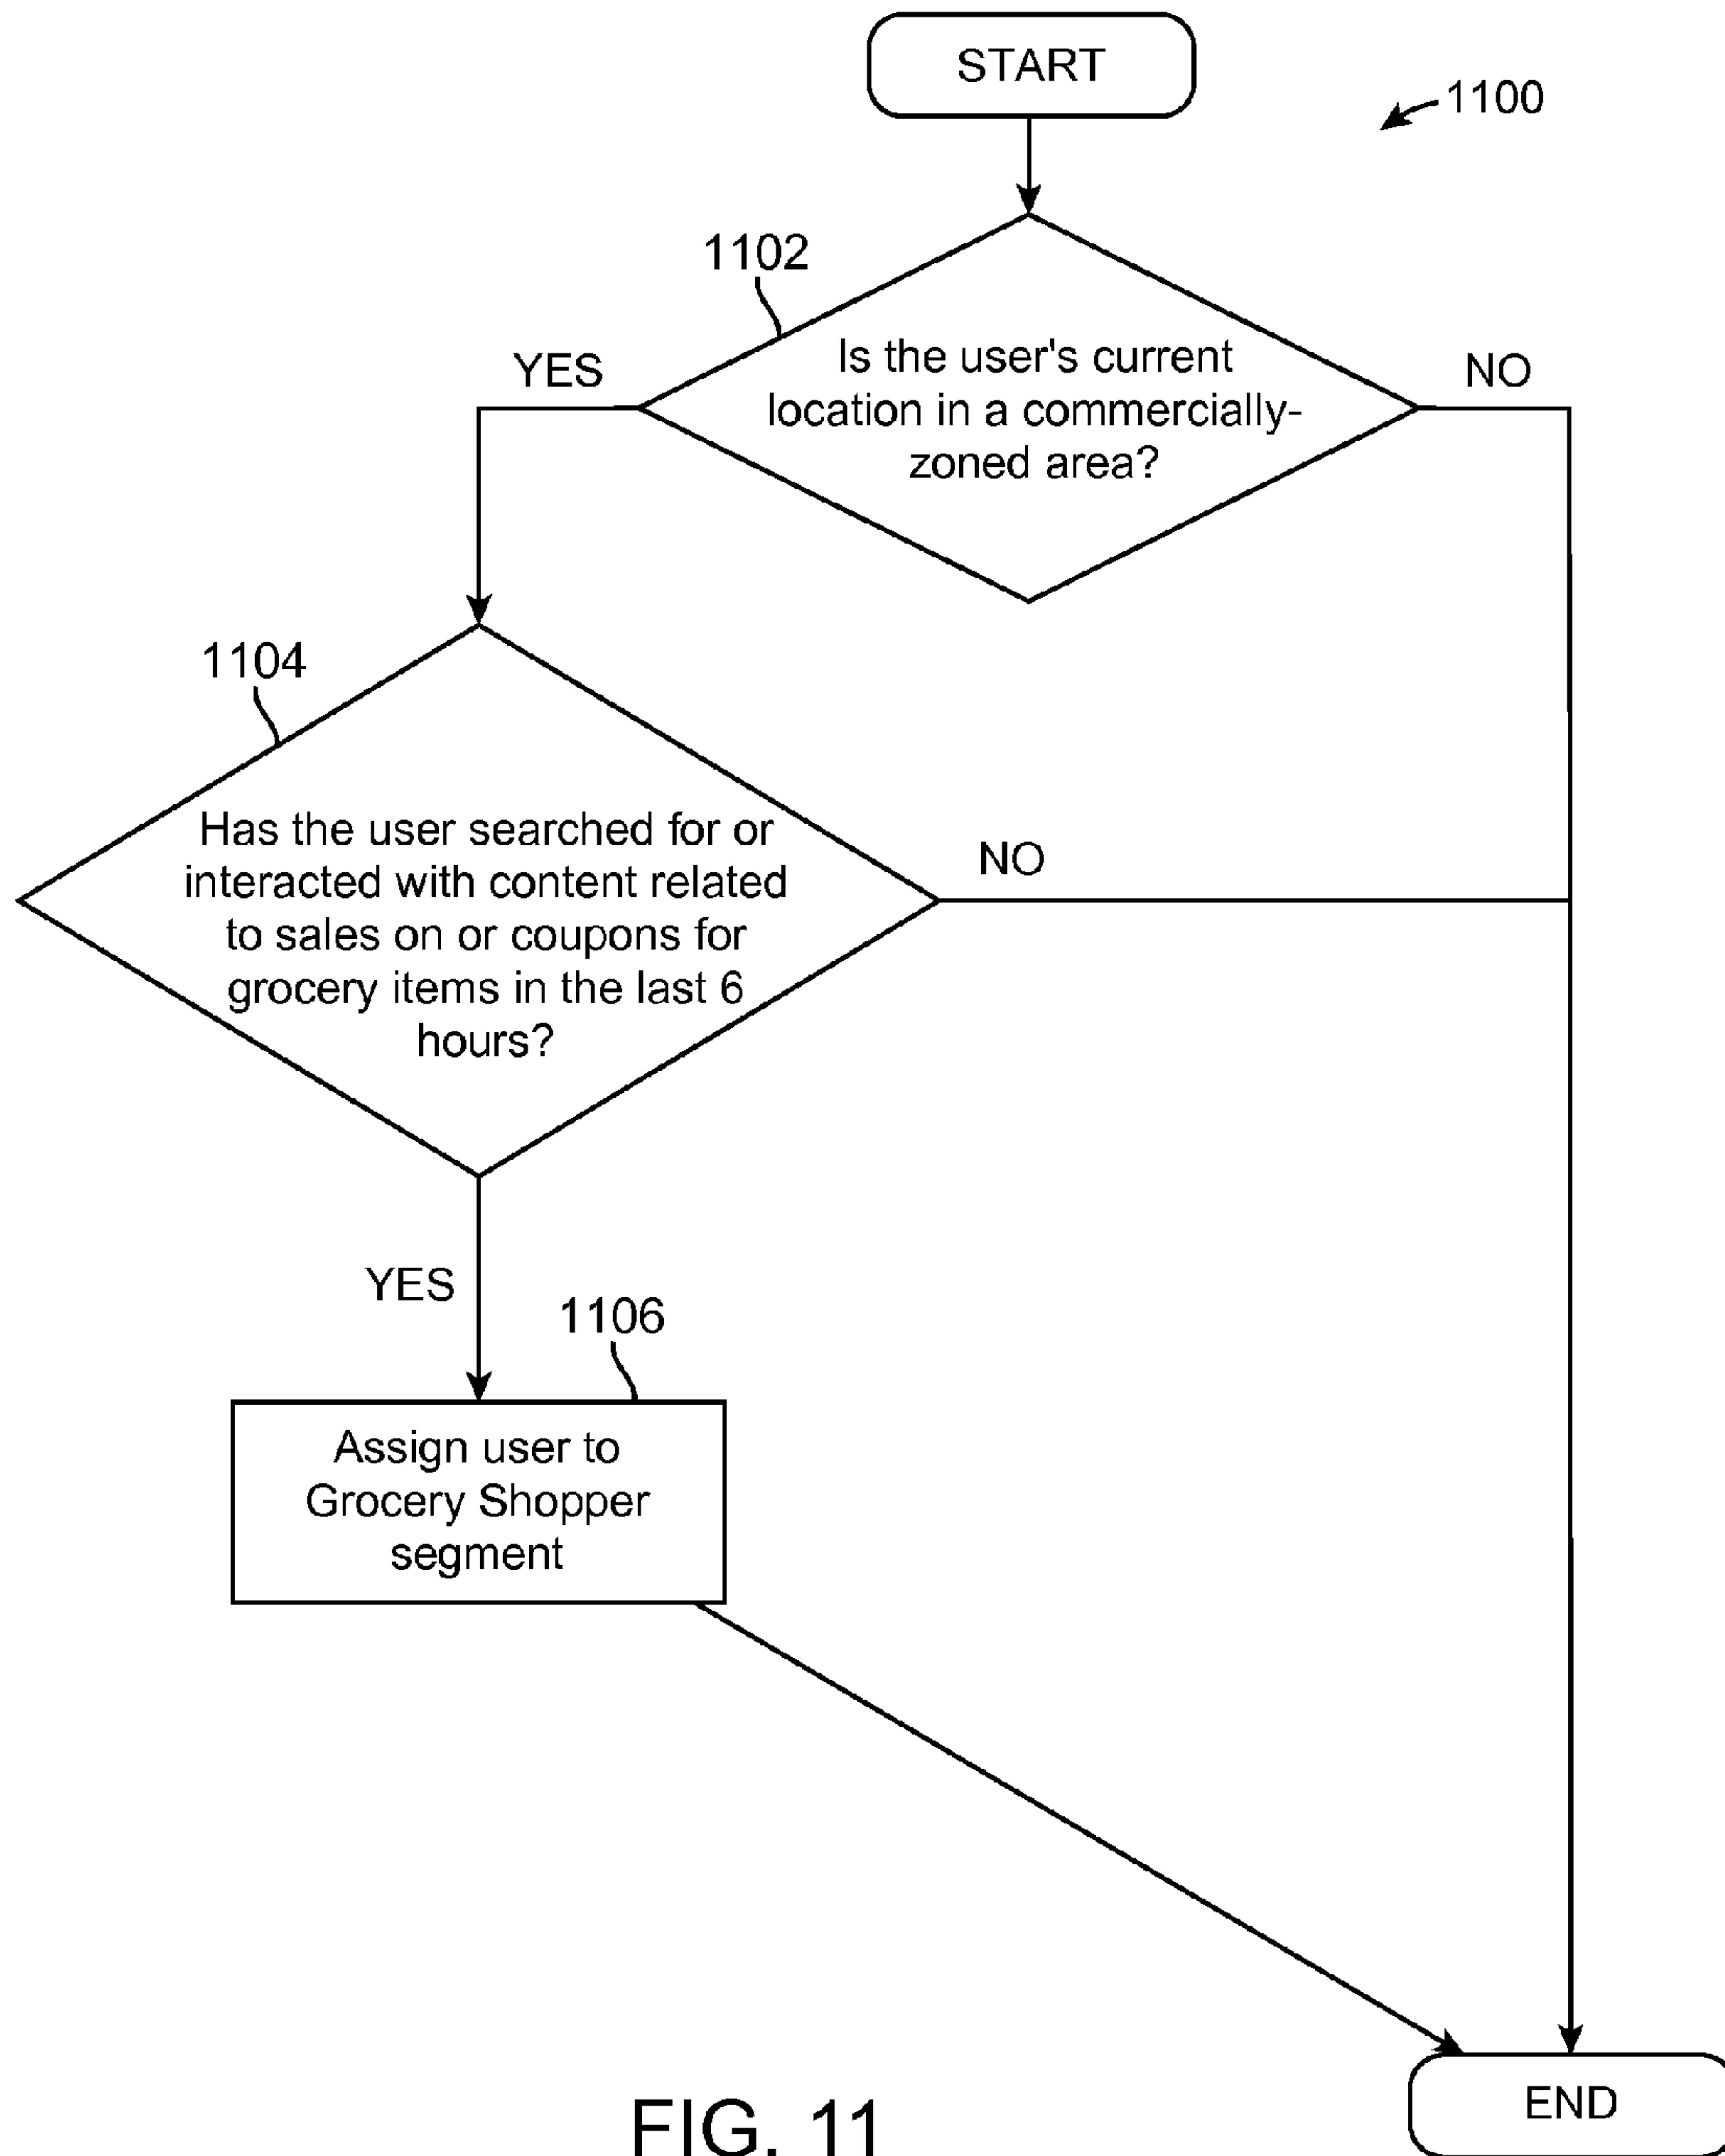 START
1100
1102
YES
Is the user's current
location in a commercially-
zoned area?
NO
1104
Has the user searched for or
interacted with content related
to sales on or coupons for
grocery items in the last 6
hours?
NO
YES
1106
Assign user to
Grocery Shopper
segment
END
FIG. 11